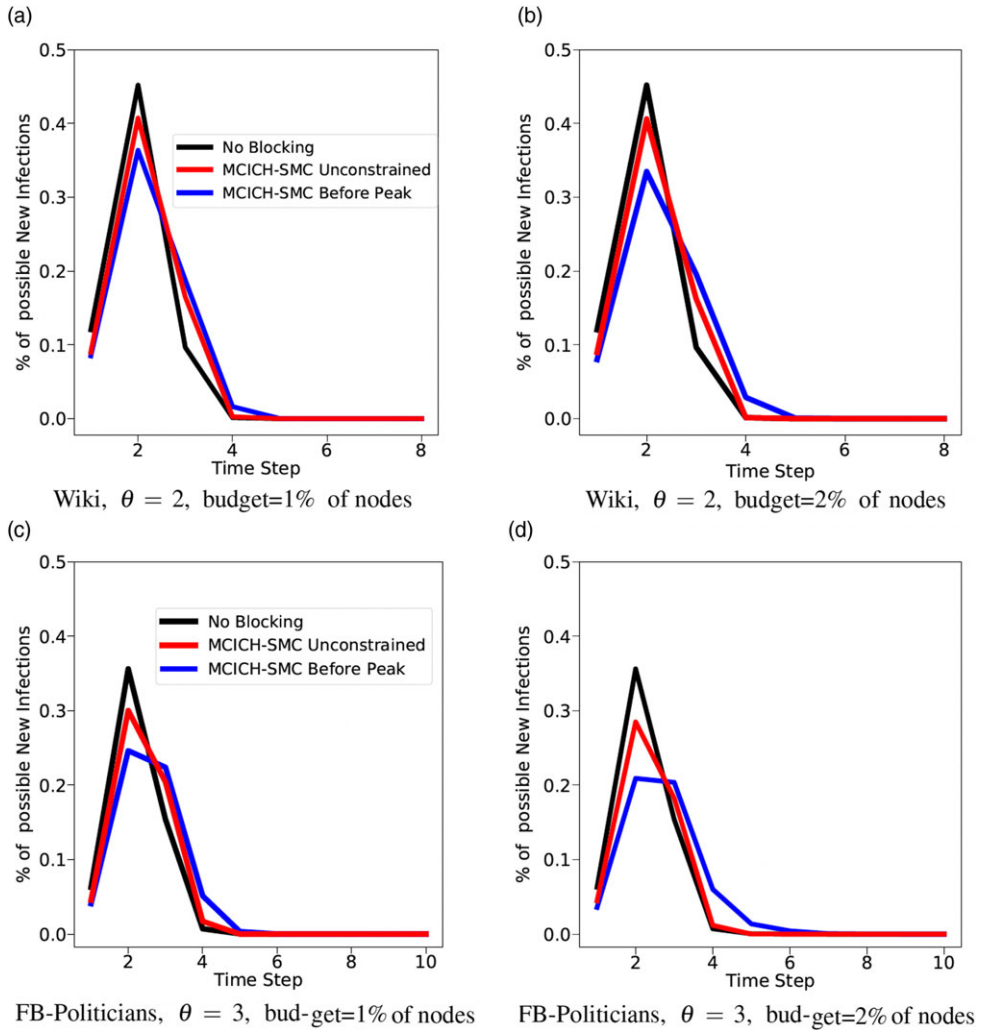 (a)
% of possible New Infections
0.5
0.4
0.3
0.2
0.1
0.0
No Blocking
MCICH-SMC Unconstrained
MCICH-SMC Before Peak
2 4 6 8
Time Step
Wiki, θ = 2, budget=1% of nodes
(b)
% of possible New Infections
0.5
0.4
0.3
0.2
0.1
0.0
2 4 6 8
Time Step
Wiki, θ = 2, budget=2% of nodes
(c)
% of possible New Infections
0.5
0.4
0.3
0.2
0.1
0.0
No Blocking
MCICH-SMC Unconstrained
MCICH-SMC Before Peak
2 4 6 8 10
Time Step
FB-Politicians, θ = 3, bud-get=1% of nodes
(d)
% of possible New Infections
0.5
0.4
0.3
0.2
0.1
0.0
2 4 6 8 10
Time Step
FB-Politicians, θ = 3, bud-get=2% of nodes